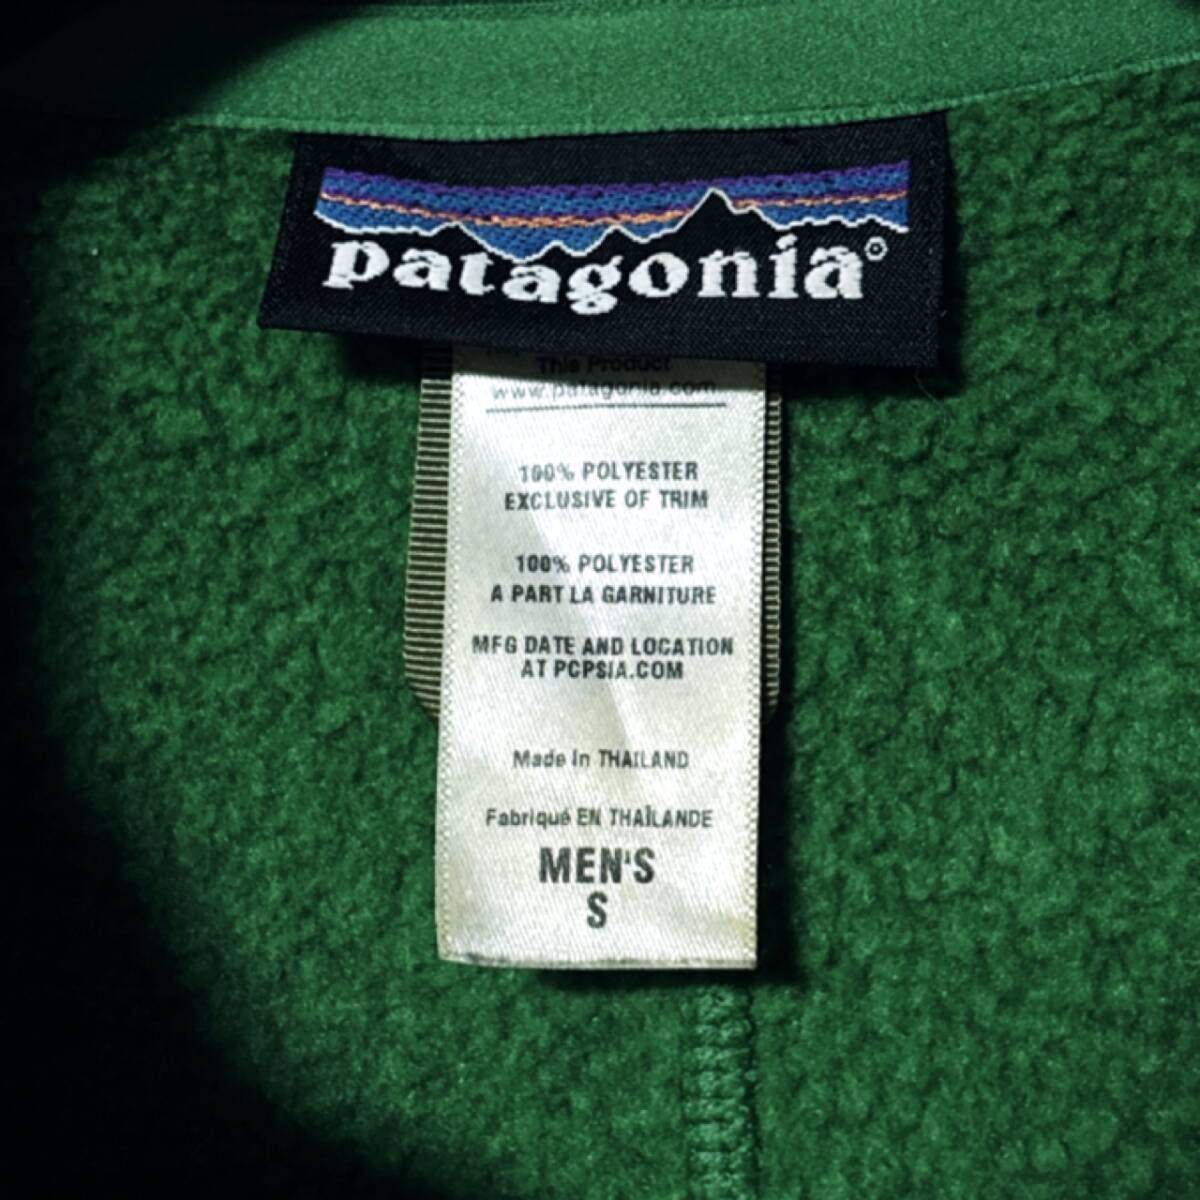 patagonia®
This Product
www.patagonia.com
100% POLYESTER
EXCLUSIVE OF TRIM
100% POLYESTER
A PART LA GARNITURE
MFG DATE AND LOCATION
AT PCPSIA.COM
Made in THAILAND
Fabriqué EN THAÏLANDE
MEN'S
S